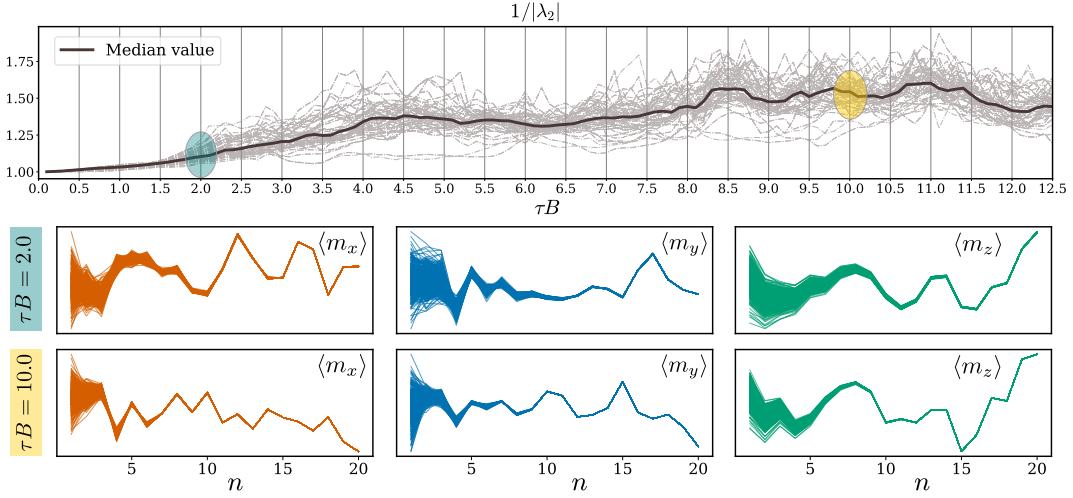 1/|λ₂|
Median value
1.75
1.50
1.25
1.00
0.0 0.5 1.0 1.5 2.0 2.5 3.0 3.5 4.0 4.5 5.0 5.5 6.0 6.5 7.0 7.5 8.0 8.5 9.0 9.5 10.0 10.5 11.0 11.5 12.0 12.5
τB
τB = 2.0
⟨mₓ⟩ ⟨m_y⟩ ⟨m_z⟩
τB = 10.0
⟨mₓ⟩ ⟨m_y⟩ ⟨m_z⟩
5 10 15 20 5 10 15 20 5 10 15 20
n n n